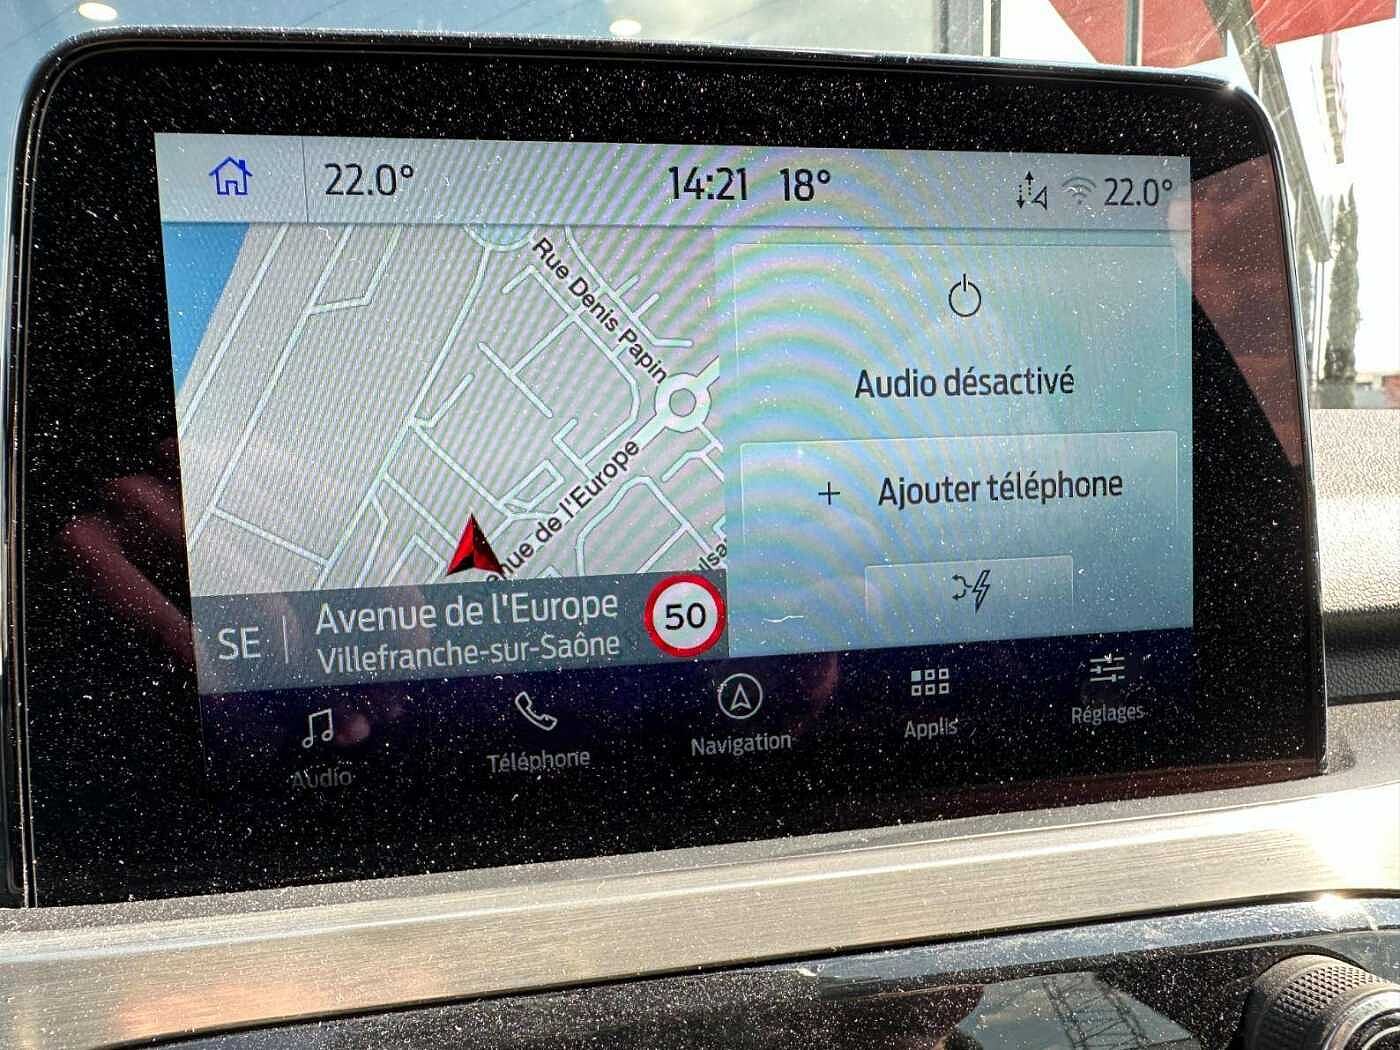 22.0°
14:21
18°
22.0°
Rue Denis Papin
Avenue de l'Europe
50
SE
Avenue de l'Europe
Villefranche-sur-Saône
Audio désactivé
+ Ajouter téléphone
Audio
Téléphone
Navigation
Applis
Réglages